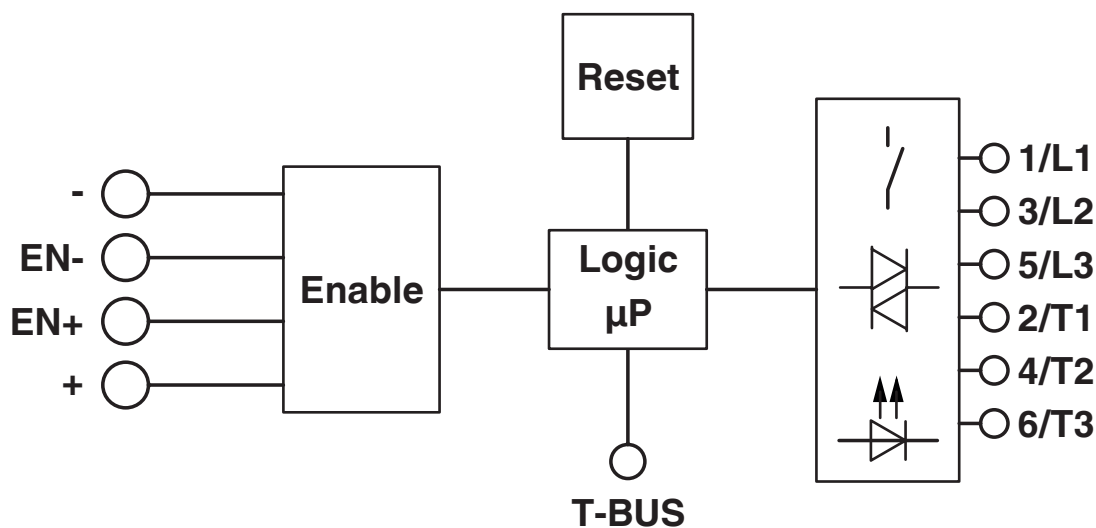 Reset
-
EN-
EN+
+
Enable
Logic
µP
T-BUS
1/L1
3/L2
5/L3
2/T1
4/T2
6/T3